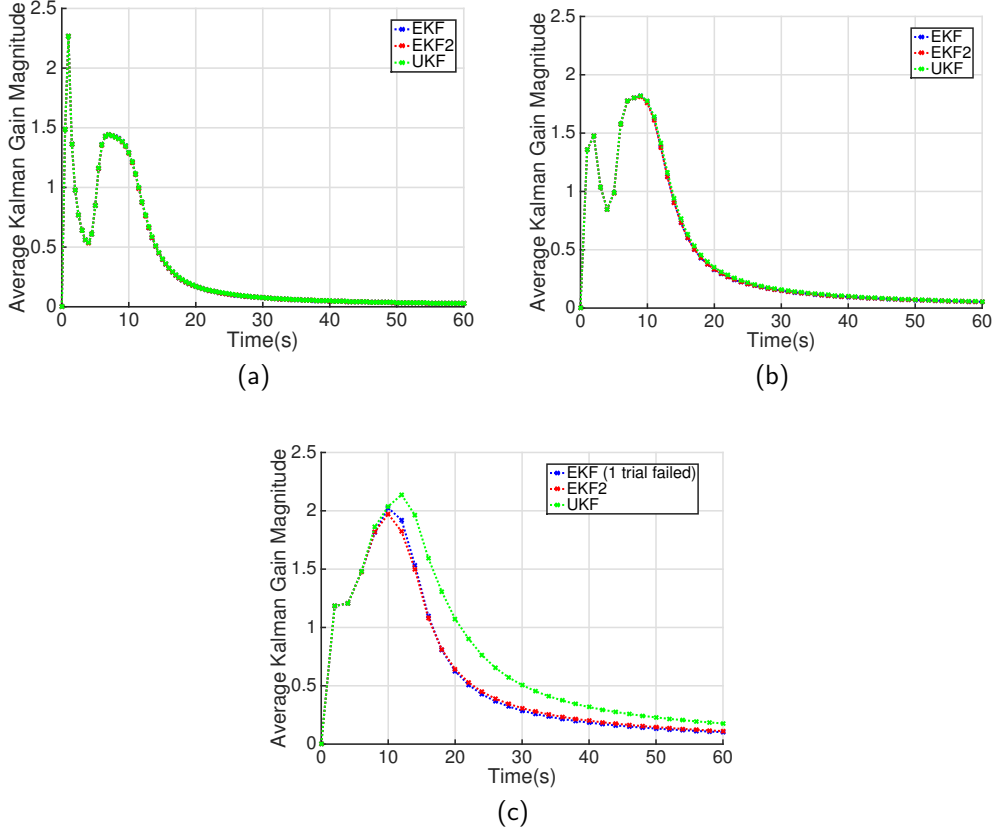 Average Kalman Gain Magnitude
2.5
2
1.5
1
0.5
0
0 10 20 30 40 50 60
Time(s)
EKF
EKF2
UKF
(a)
Average Kalman Gain Magnitude
2.5
2
1.5
1
0.5
0
0 10 20 30 40 50 60
Time(s)
EKF
EKF2
UKF
(b)
Average Kalman Gain Magnitude
2.5
2
1.5
1
0.5
0
0 10 20 30 40 50 60
Time(s)
EKF (1 trial failed)
EKF2
UKF
(c)